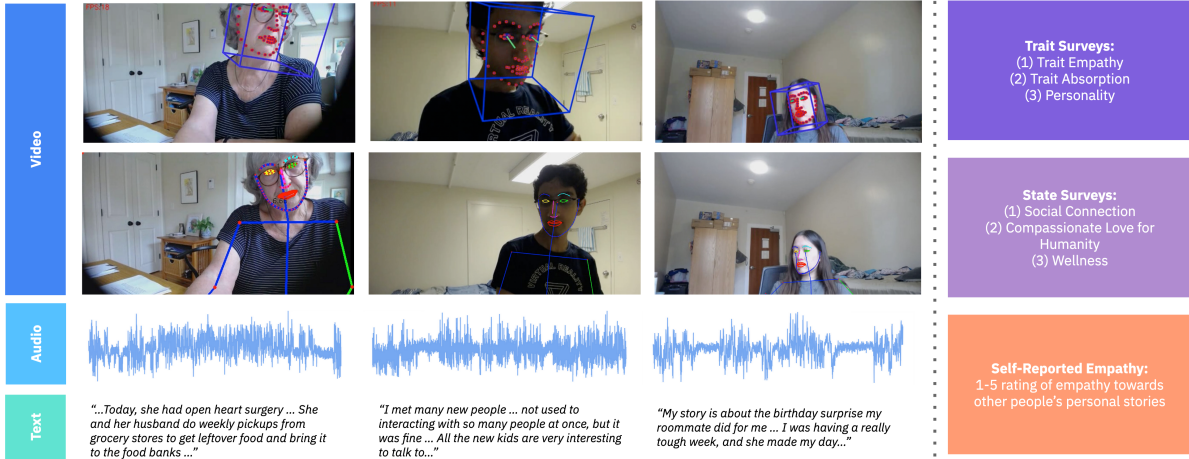 Video
FPS:15
Trait Surveys:
(1) Trait Empathy
(2) Trait Absorption
(3) Personality
VIRTUAL REALITY
State Surveys:
(1) Social Connection
(2) Compassionate Love for
Humanity
(3) Wellness
VIRTUAL REALITY
Audio
Self-Reported Empathy:
1-5 rating of empathy towards
other people's personal stories
Text
“...Today, she had open heart surgery ... She
and her husband do weekly pickups from
grocery stores to get leftover food and bring it
to the food banks ...”
“I met many new people ... not used to
interacting with so many people at once, but it
was fine ... All the new kids are very interesting
to talk to...”
“My story is about the birthday surprise my
roommate did for me ... I was having a really
tough week, and she made my day...”